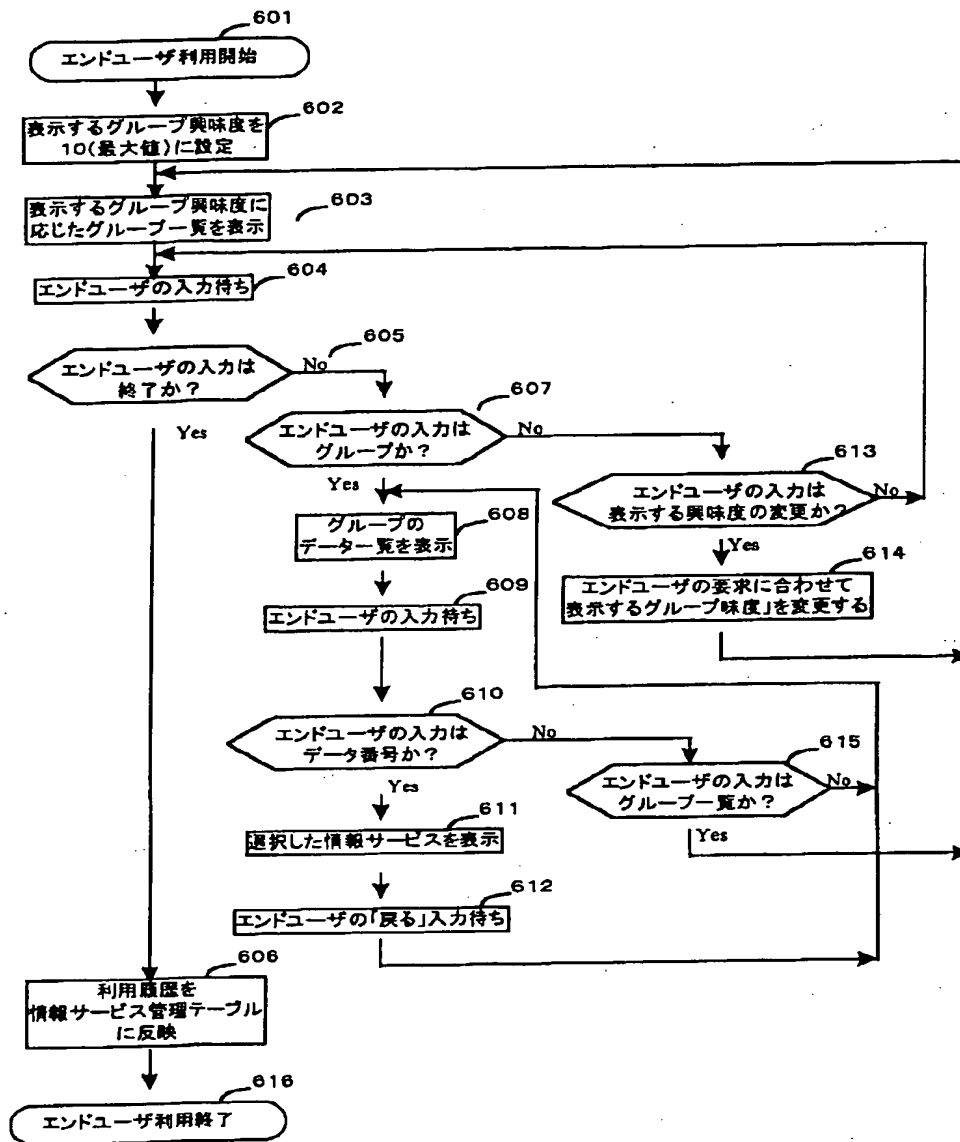 601
エンドユーザ利用開始
602
表示するグループ興味度を
10(最大値)に設定
表示するグループ興味度に
応じたグループ一覧を表示
603
604
エンドユーザの入力待ち
605
エンドユーザの入力は
終了か?
No
Yes
607
エンドユーザの入力は
グループか?
No
Yes
613
エンドユーザの入力は
表示する興味度の変更か?
No
Yes
グループの
データ一覧を表示
608
614
エンドユーザの要求に合わせて
表示するグループ味度」を変更する
609
エンドユーザの入力待ち
610
エンドユーザの入力は
データ番号か?
No
Yes
615
エンドユーザの入力は
グループ一覧か?
No
Yes
611
選択した情報サービスを表示
612
エンドユーザの「戻る」入力待ち
606
利用履歴を
情報サービス管理テーブル
に反映
616
エンドユーザ利用終了